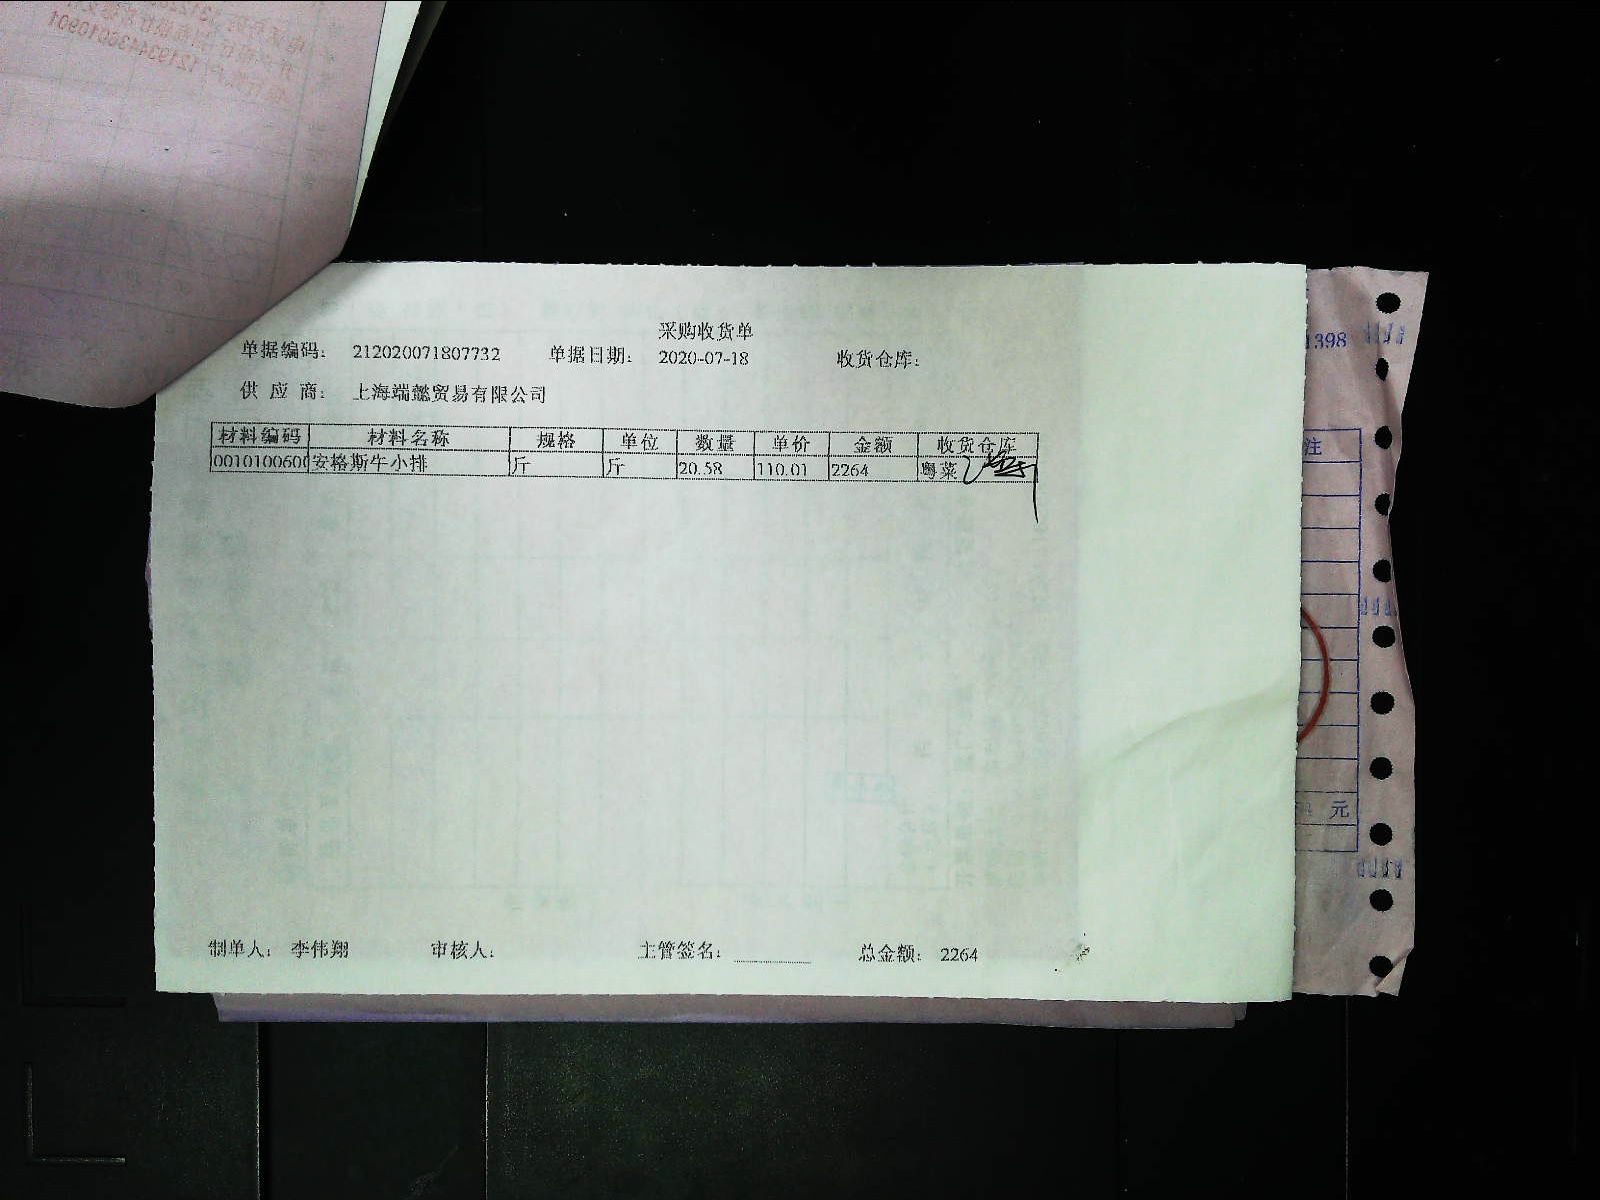 采购收货单
单据编码： 212020071807732 单据日期： 2020-07-18 收货仓库：
供 应 商： 上海端懿贸易有限公司
材料编码 材料名称 规格 单位 数量 单价 金额 收货仓库
0010100600 安格斯牛小排 斤 斤 20.58 110.01 2264 粤菜
制单人： 李伟翔 审核人： 主管签名： 总金额： 2264
1398
注
元